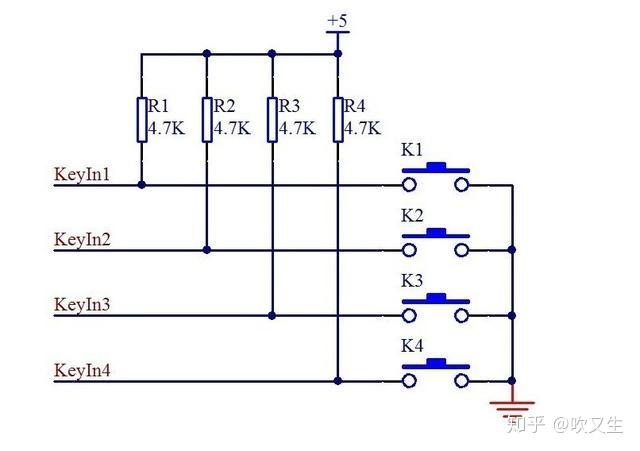 +5
R1 R2 R3 R4
4.7K 4.7K 4.7K 4.7K
K1
KeyIn1
K2
KeyIn2
K3
KeyIn3
K4
KeyIn4
知乎 @吹又生